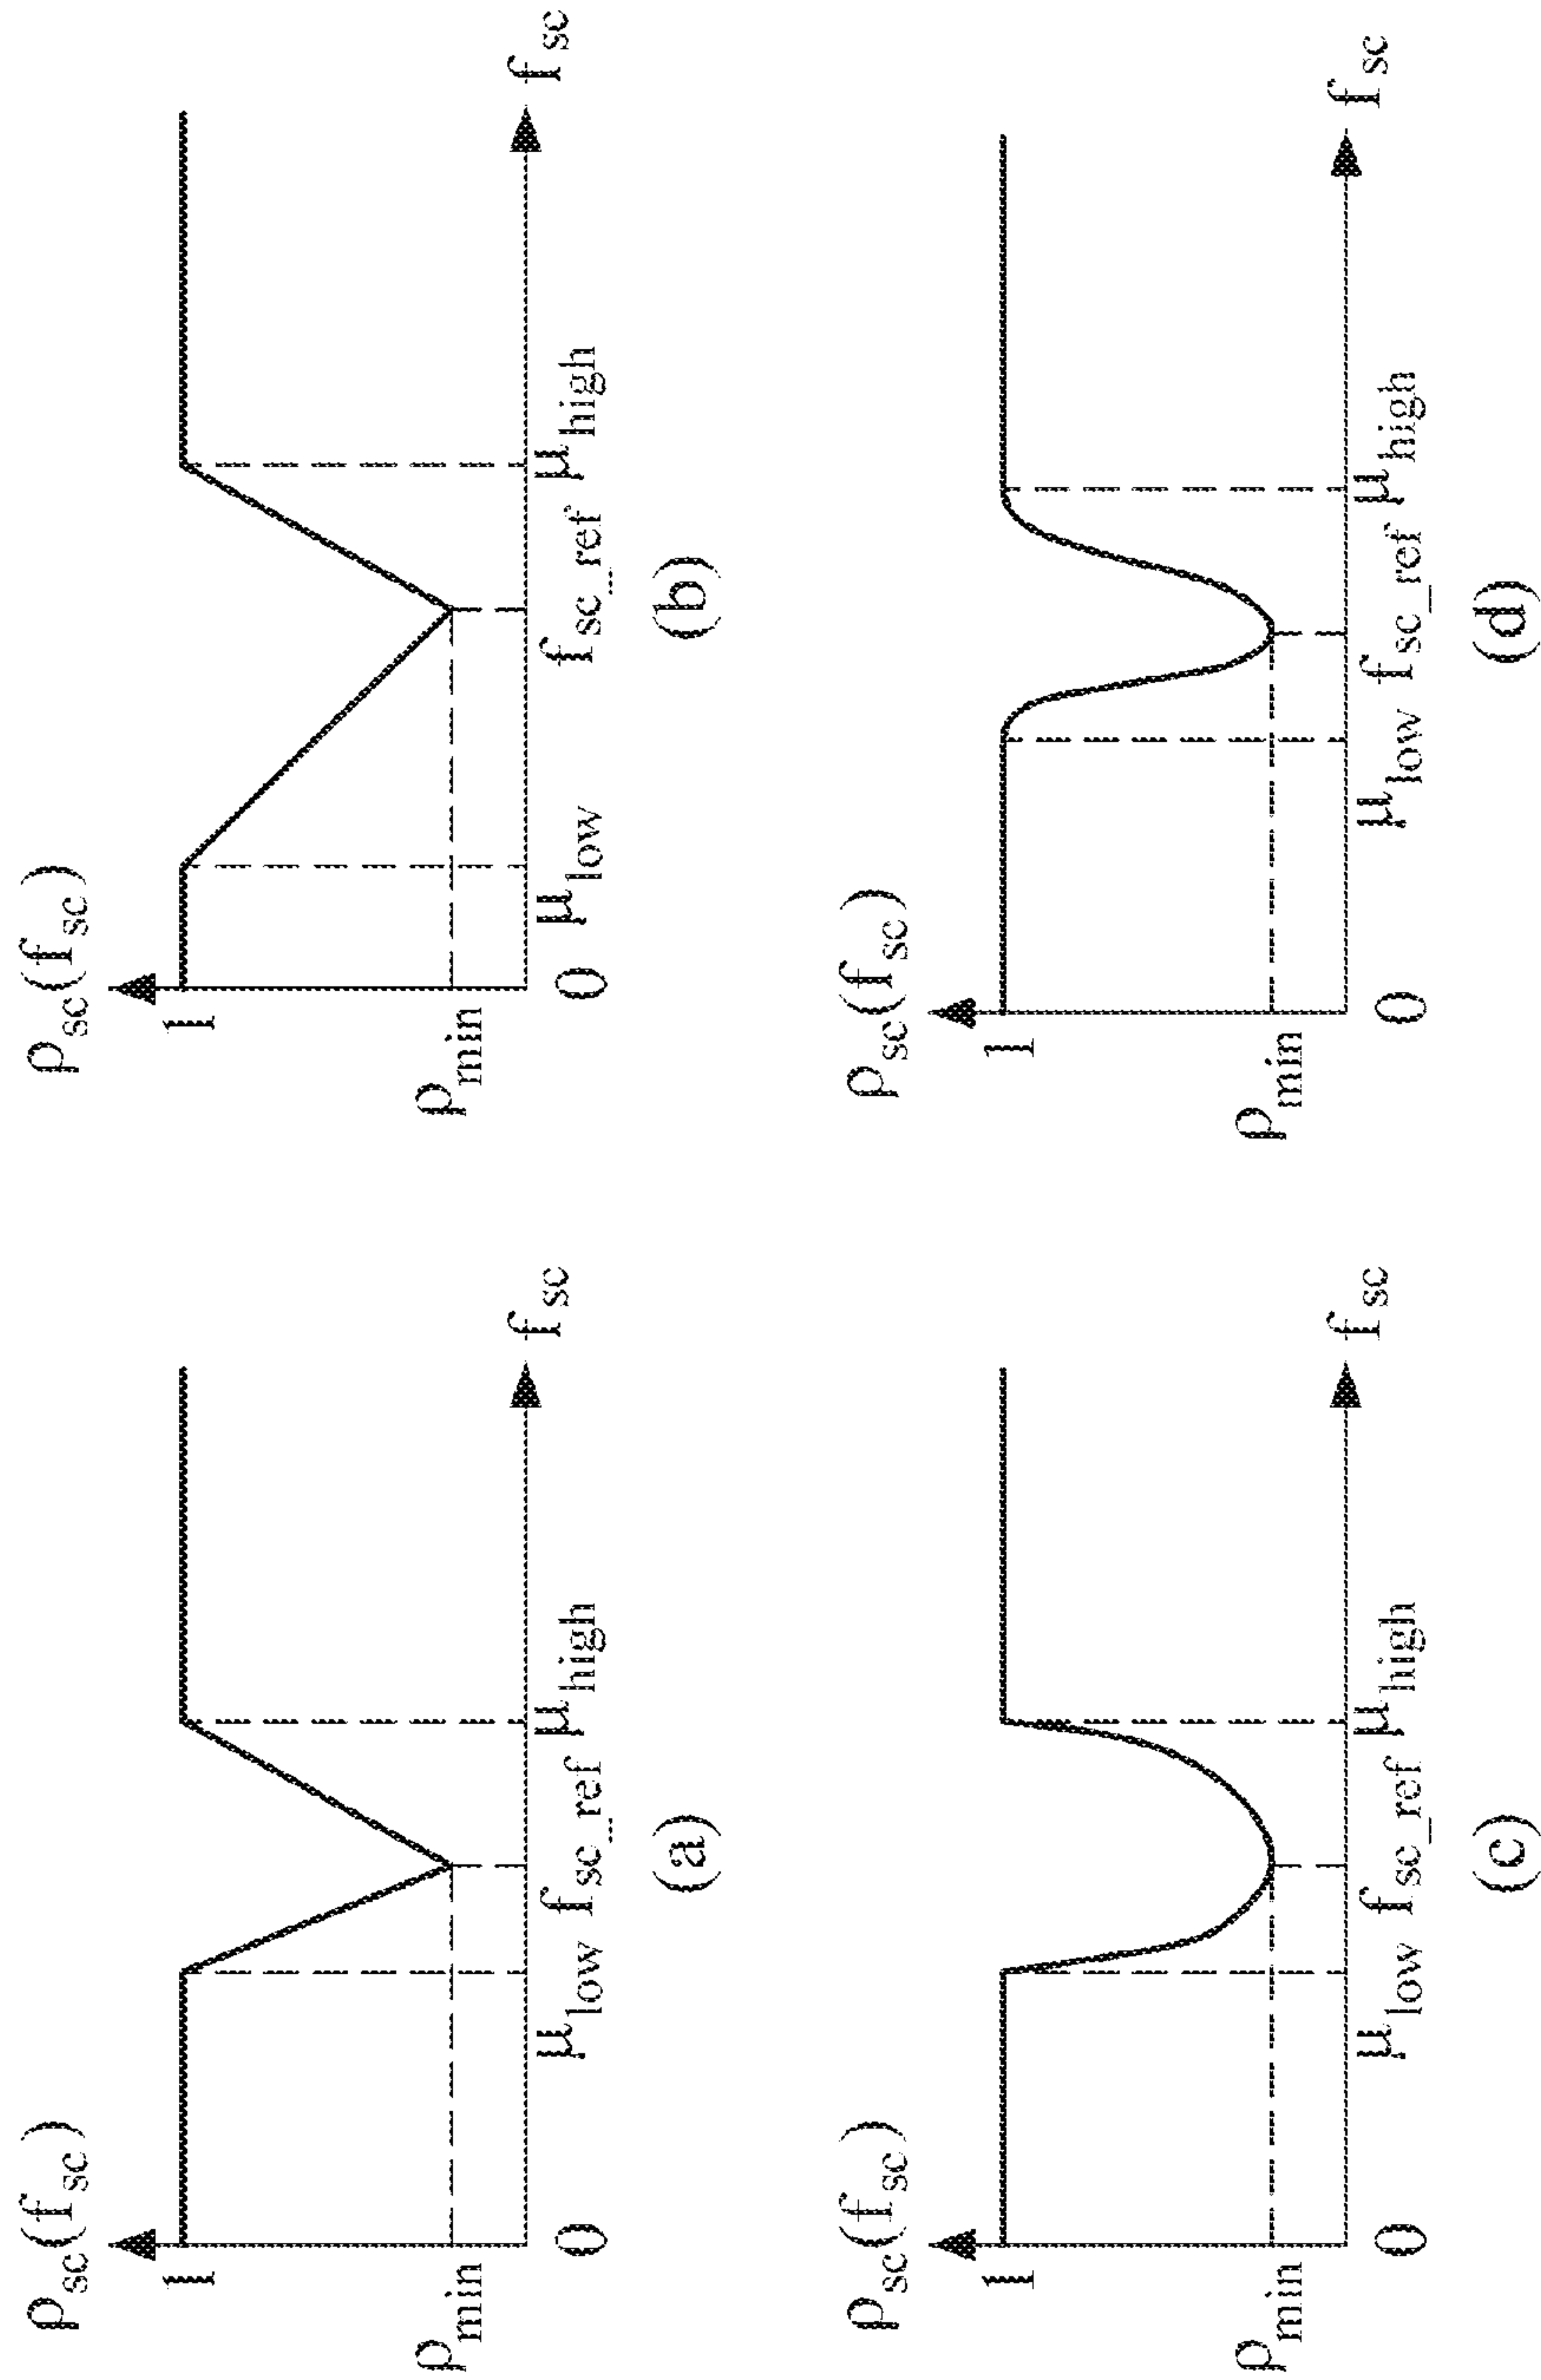 ρsc(fsc)
1
ρmin
0
μlow fsc_ref μhigh
fsc
(a)
ρsc(fsc)
1
ρmin
0
μlow
fsc_ref μhigh
fsc
(b)
ρsc(fsc)
1
ρmin
0
μlow fsc_ref μhigh
fsc
(c)
ρsc(fsc)
1
ρmin
0
μlow fsc_ref μhigh
fsc
(d)